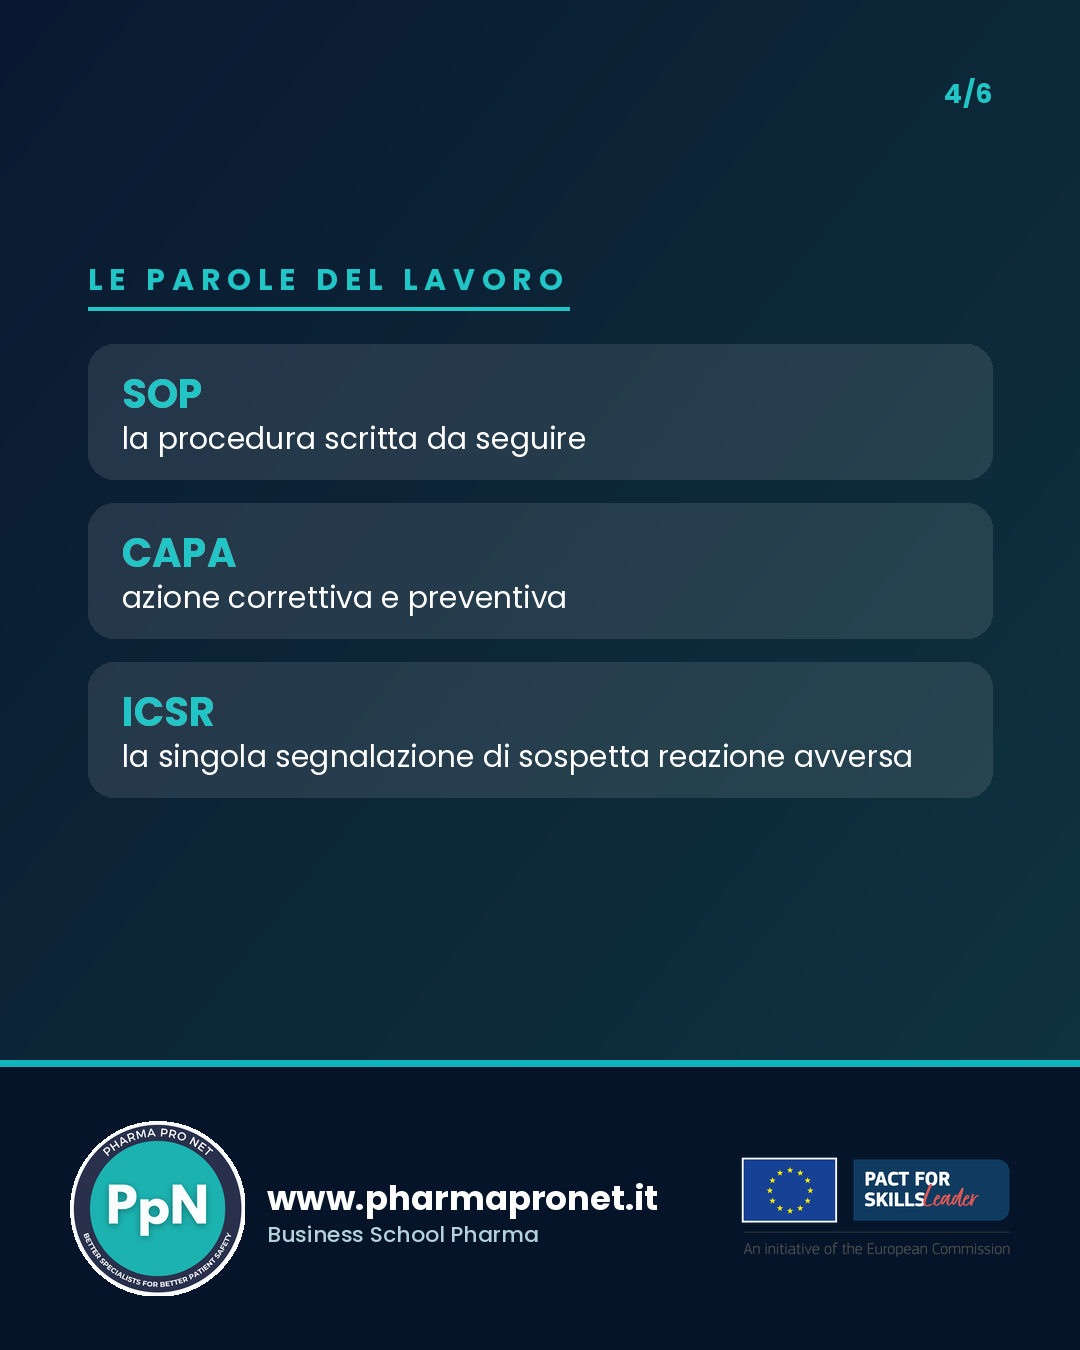 4/6
LE PAROLE DEL LAVORO
SOP
la procedura scritta da seguire
CAPA
azione correttiva e preventiva
ICSR
la singola segnalazione di sospetta reazione avversa
PHARMA PRO NET
PpN
BETTER SPECIALISTS FOR BETTER PATIENT SAFETY
www.pharmapronet.it
Business School Pharma
PACT FOR
SKILLS Leader
An initiative of the European Commission